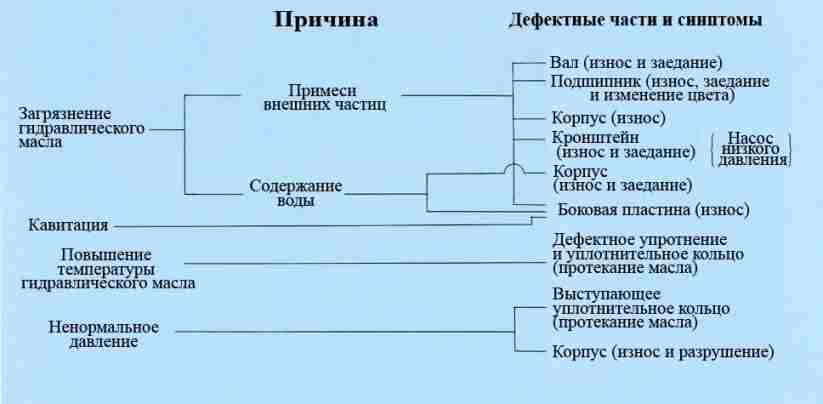 Причина
Дефектные части и симптомы
Загрязнение
гидравлического
масла
Примеси
внешних частиц
Содержание
воды
Вал (износ и заедание)
Подшипник (износ, заедание
и изменение цвета)
Корпус (износ)
Кронштейн
(износ и заедание)
Насос
низкого
давления
Корпус
(износ и заедание)
Боковая пластина (износ)
Кавитация
Повышение
температуры
гидравлического масла
Дефектное упротнение
и уплотнительное кольцо
(протекание масла)
Ненормальное
давление
Выступающее
уплотнительное кольцо
(протекание масла)
Корпус (износ и разрушение)